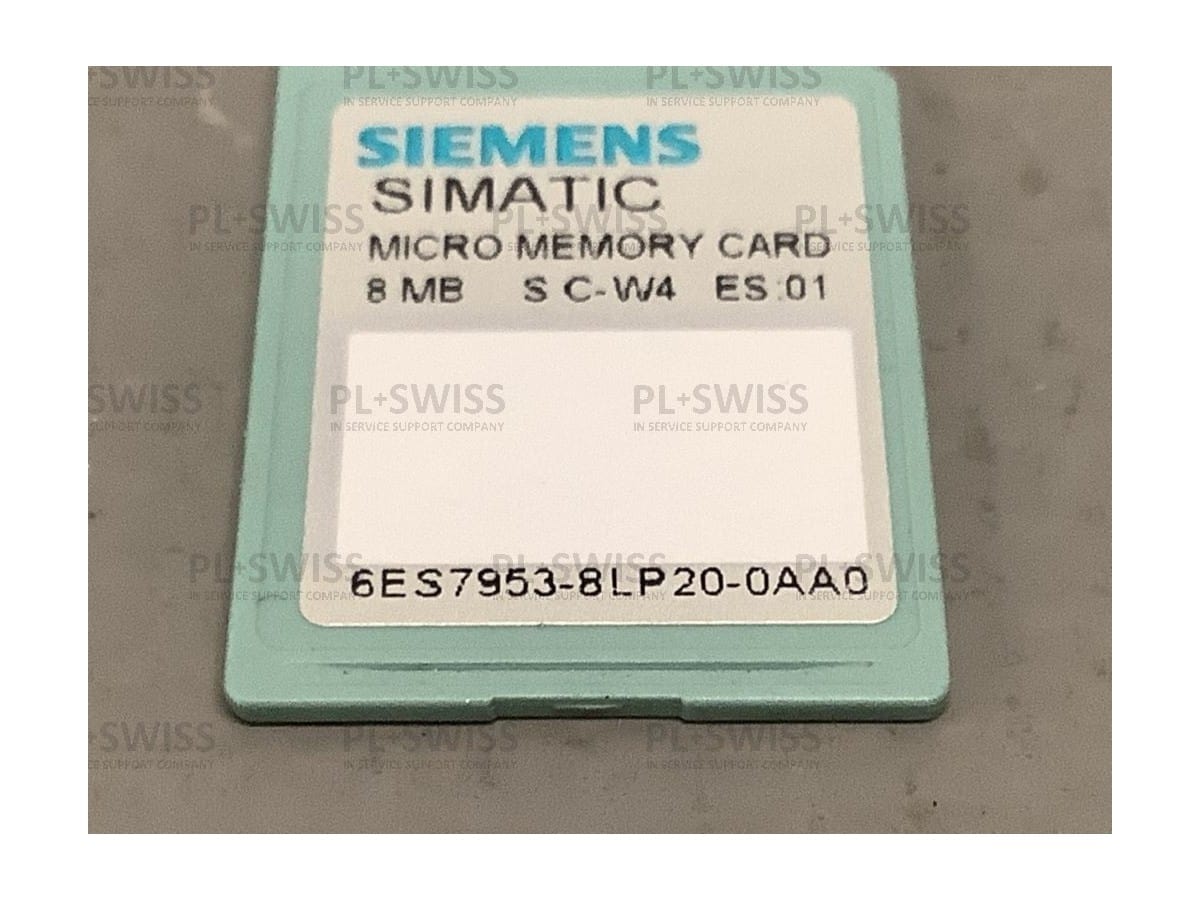 SIEMENS
SIMATIC
MICRO MEMORY CARD
8 MB S C-W4 ES:01
6ES7953-8LP20-0AA0
PL+SWISS
IN SERVICE SUPPORT COMPANY